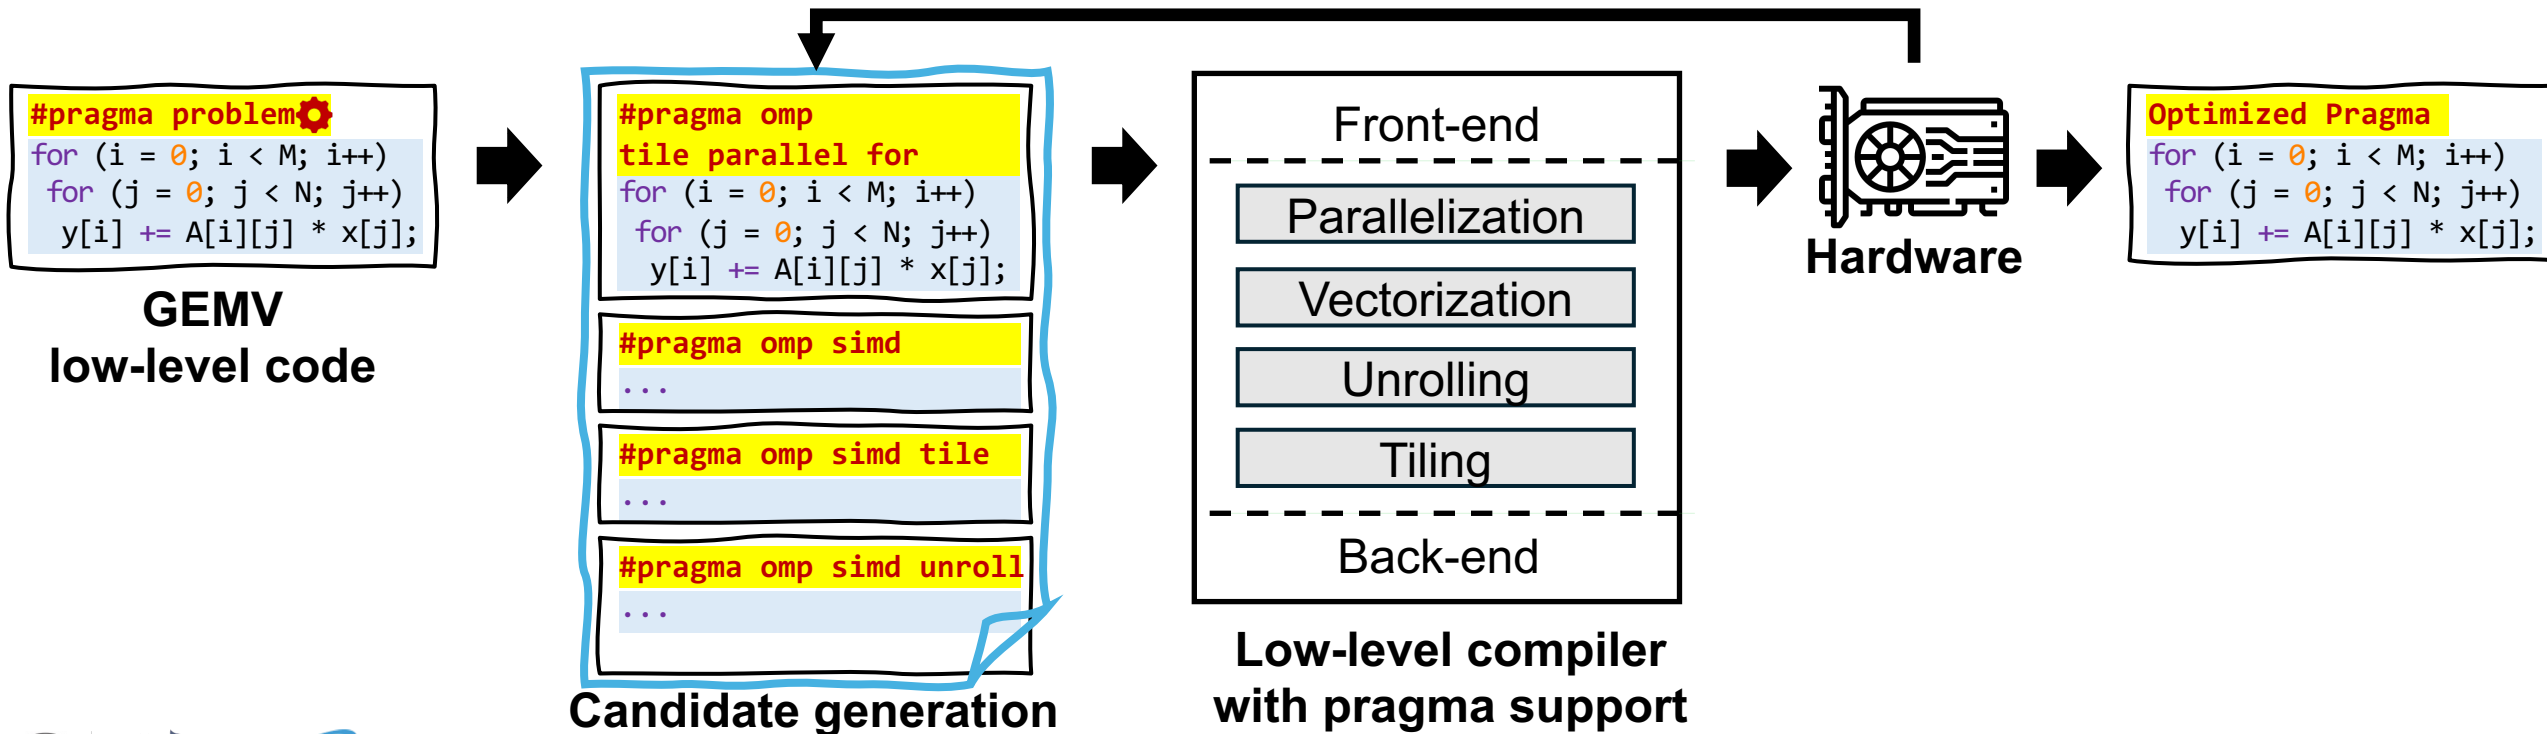 #pragma problem
for (i = 0; i < M; i++)
for (j = 0; j < N; j++)
y[i] += A[i][j] * x[j];
GEMV
low-level code
#pragma omp
tile parallel for
for (i = 0; i < M; i++)
for (j = 0; j < N; j++)
y[i] += A[i][j] * x[j];
#pragma omp simd
...
#pragma omp simd tile
...
#pragma omp simd unroll
...
Candidate generation
Front-end
Parallelization
Vectorization
Unrolling
Tiling
Back-end
Low-level compiler
with pragma support
Hardware
Optimized Pragma
for (i = 0; i < M; i++)
for (j = 0; j < N; j++)
y[i] += A[i][j] * x[j];